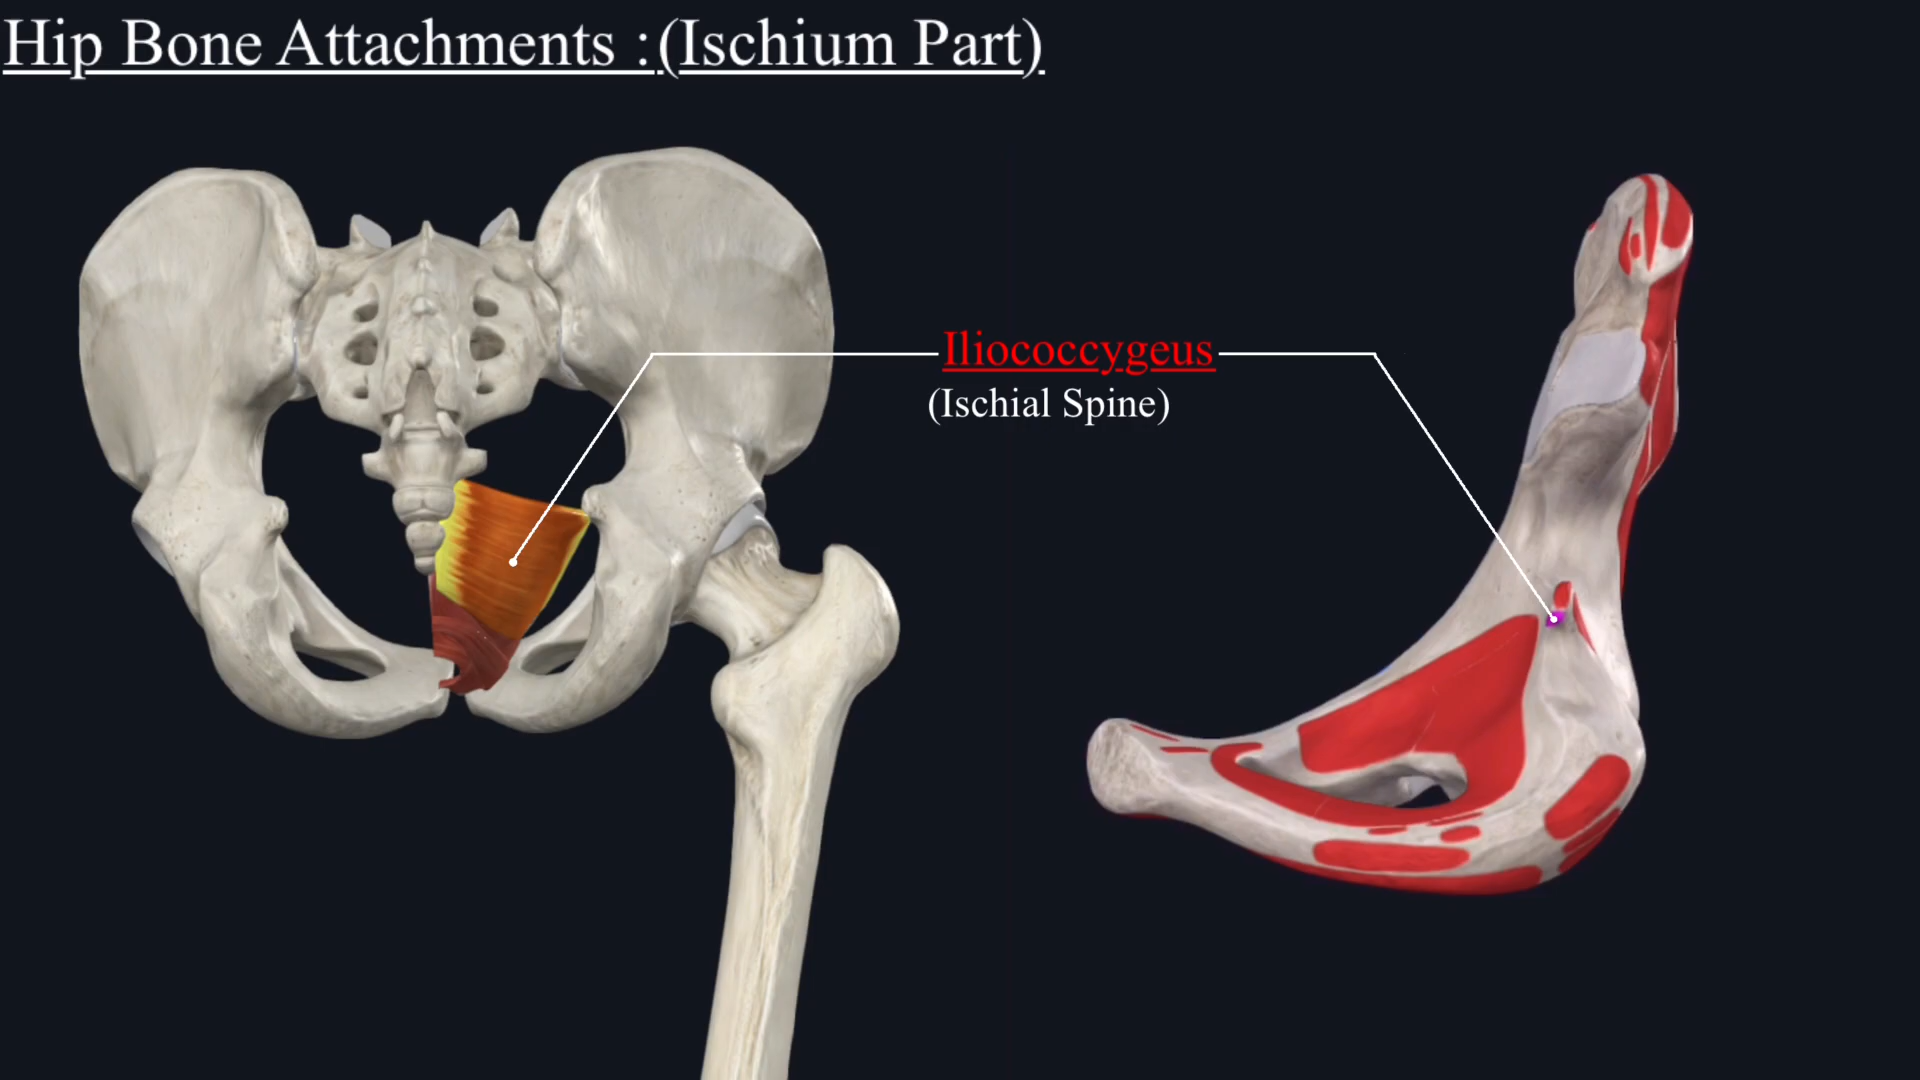 Hip Bone Attachments :(Ischium Part)
Iliococcygeus
(Ischial Spine)